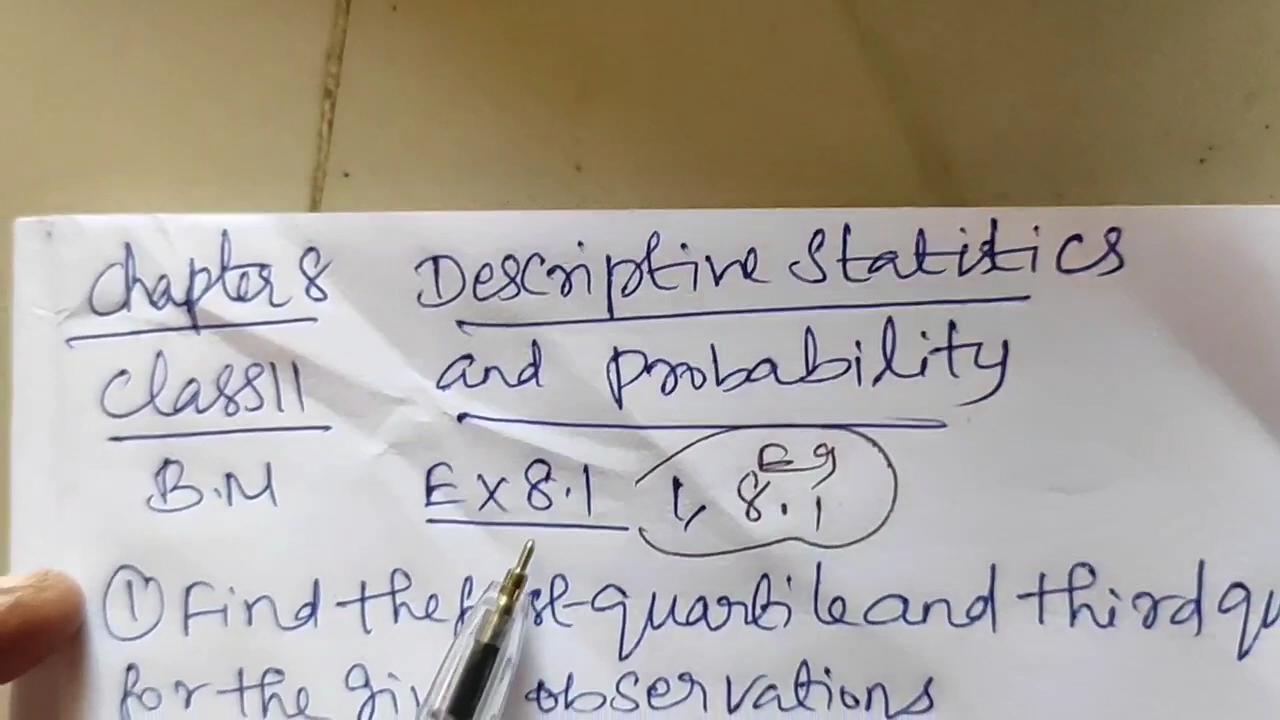 Chapter 8 Descriptive Statistics
Class 11 and Probability
B.M Ex 8.1 1, Eg 8.1
① Find the first quartile and third qu
for the observations